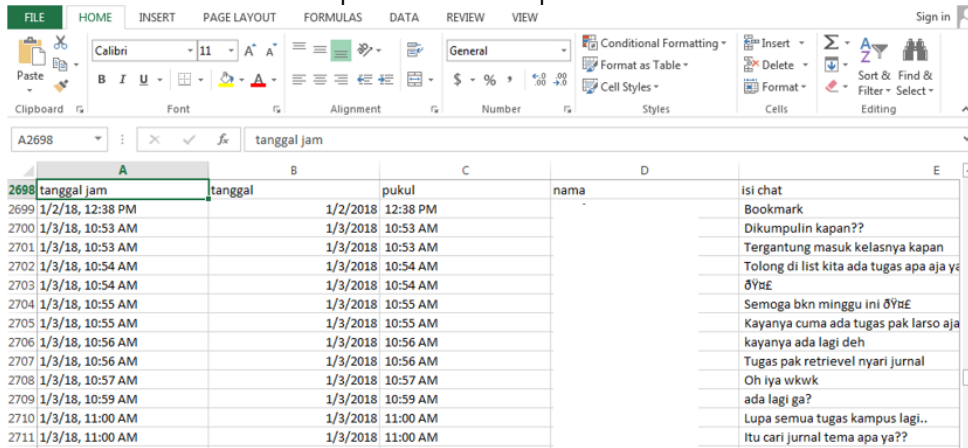 FILE HOME INSERT PAGE LAYOUT FORMULAS DATA REVIEW VIEW Sign in
Calibri 11 A A General Conditional Formatting Insert Σ
Paste Format as Table Delete Sort & Find &
B I U A $ % , Cell Styles Format Filter Select
Clipboard Font Alignment Number Styles Cells Editing
A2698 fx tanggal jam
A B C D E
2698 tanggal jam tanggal pukul nama isi chat
2699 1/2/18, 12:38 PM 1/2/2018 12:38 PM Bookmark
2700 1/3/18, 10:53 AM 1/3/2018 10:53 AM Dikumpulin kapan??
2701 1/3/18, 10:53 AM 1/3/2018 10:53 AM Tergantung masuk kelasnya kapan
2702 1/3/18, 10:54 AM 1/3/2018 10:54 AM Tolong di list kita ada tugas apa aja ya
2703 1/3/18, 10:54 AM 1/3/2018 10:54 AM 🤣
2704 1/3/18, 10:55 AM 1/3/2018 10:55 AM Semoga bkn minggu ini 🤣
2705 1/3/18, 10:55 AM 1/3/2018 10:55 AM Kayanya cuma ada tugas pak larso aja
2706 1/3/18, 10:56 AM 1/3/2018 10:56 AM kayanya ada lagi deh
2707 1/3/18, 10:56 AM 1/3/2018 10:56 AM Tugas pak retrievel nyari jurnal
2708 1/3/18, 10:57 AM 1/3/2018 10:57 AM Oh iya wkwk
2709 1/3/18, 10:59 AM 1/3/2018 10:59 AM ada lagi ga?
2710 1/3/18, 11:00 AM 1/3/2018 11:00 AM Lupa semua tugas kampus lagi..
2711 1/3/18, 11:00 AM 1/3/2018 11:00 AM Itu cari jurnal tema apa ya??